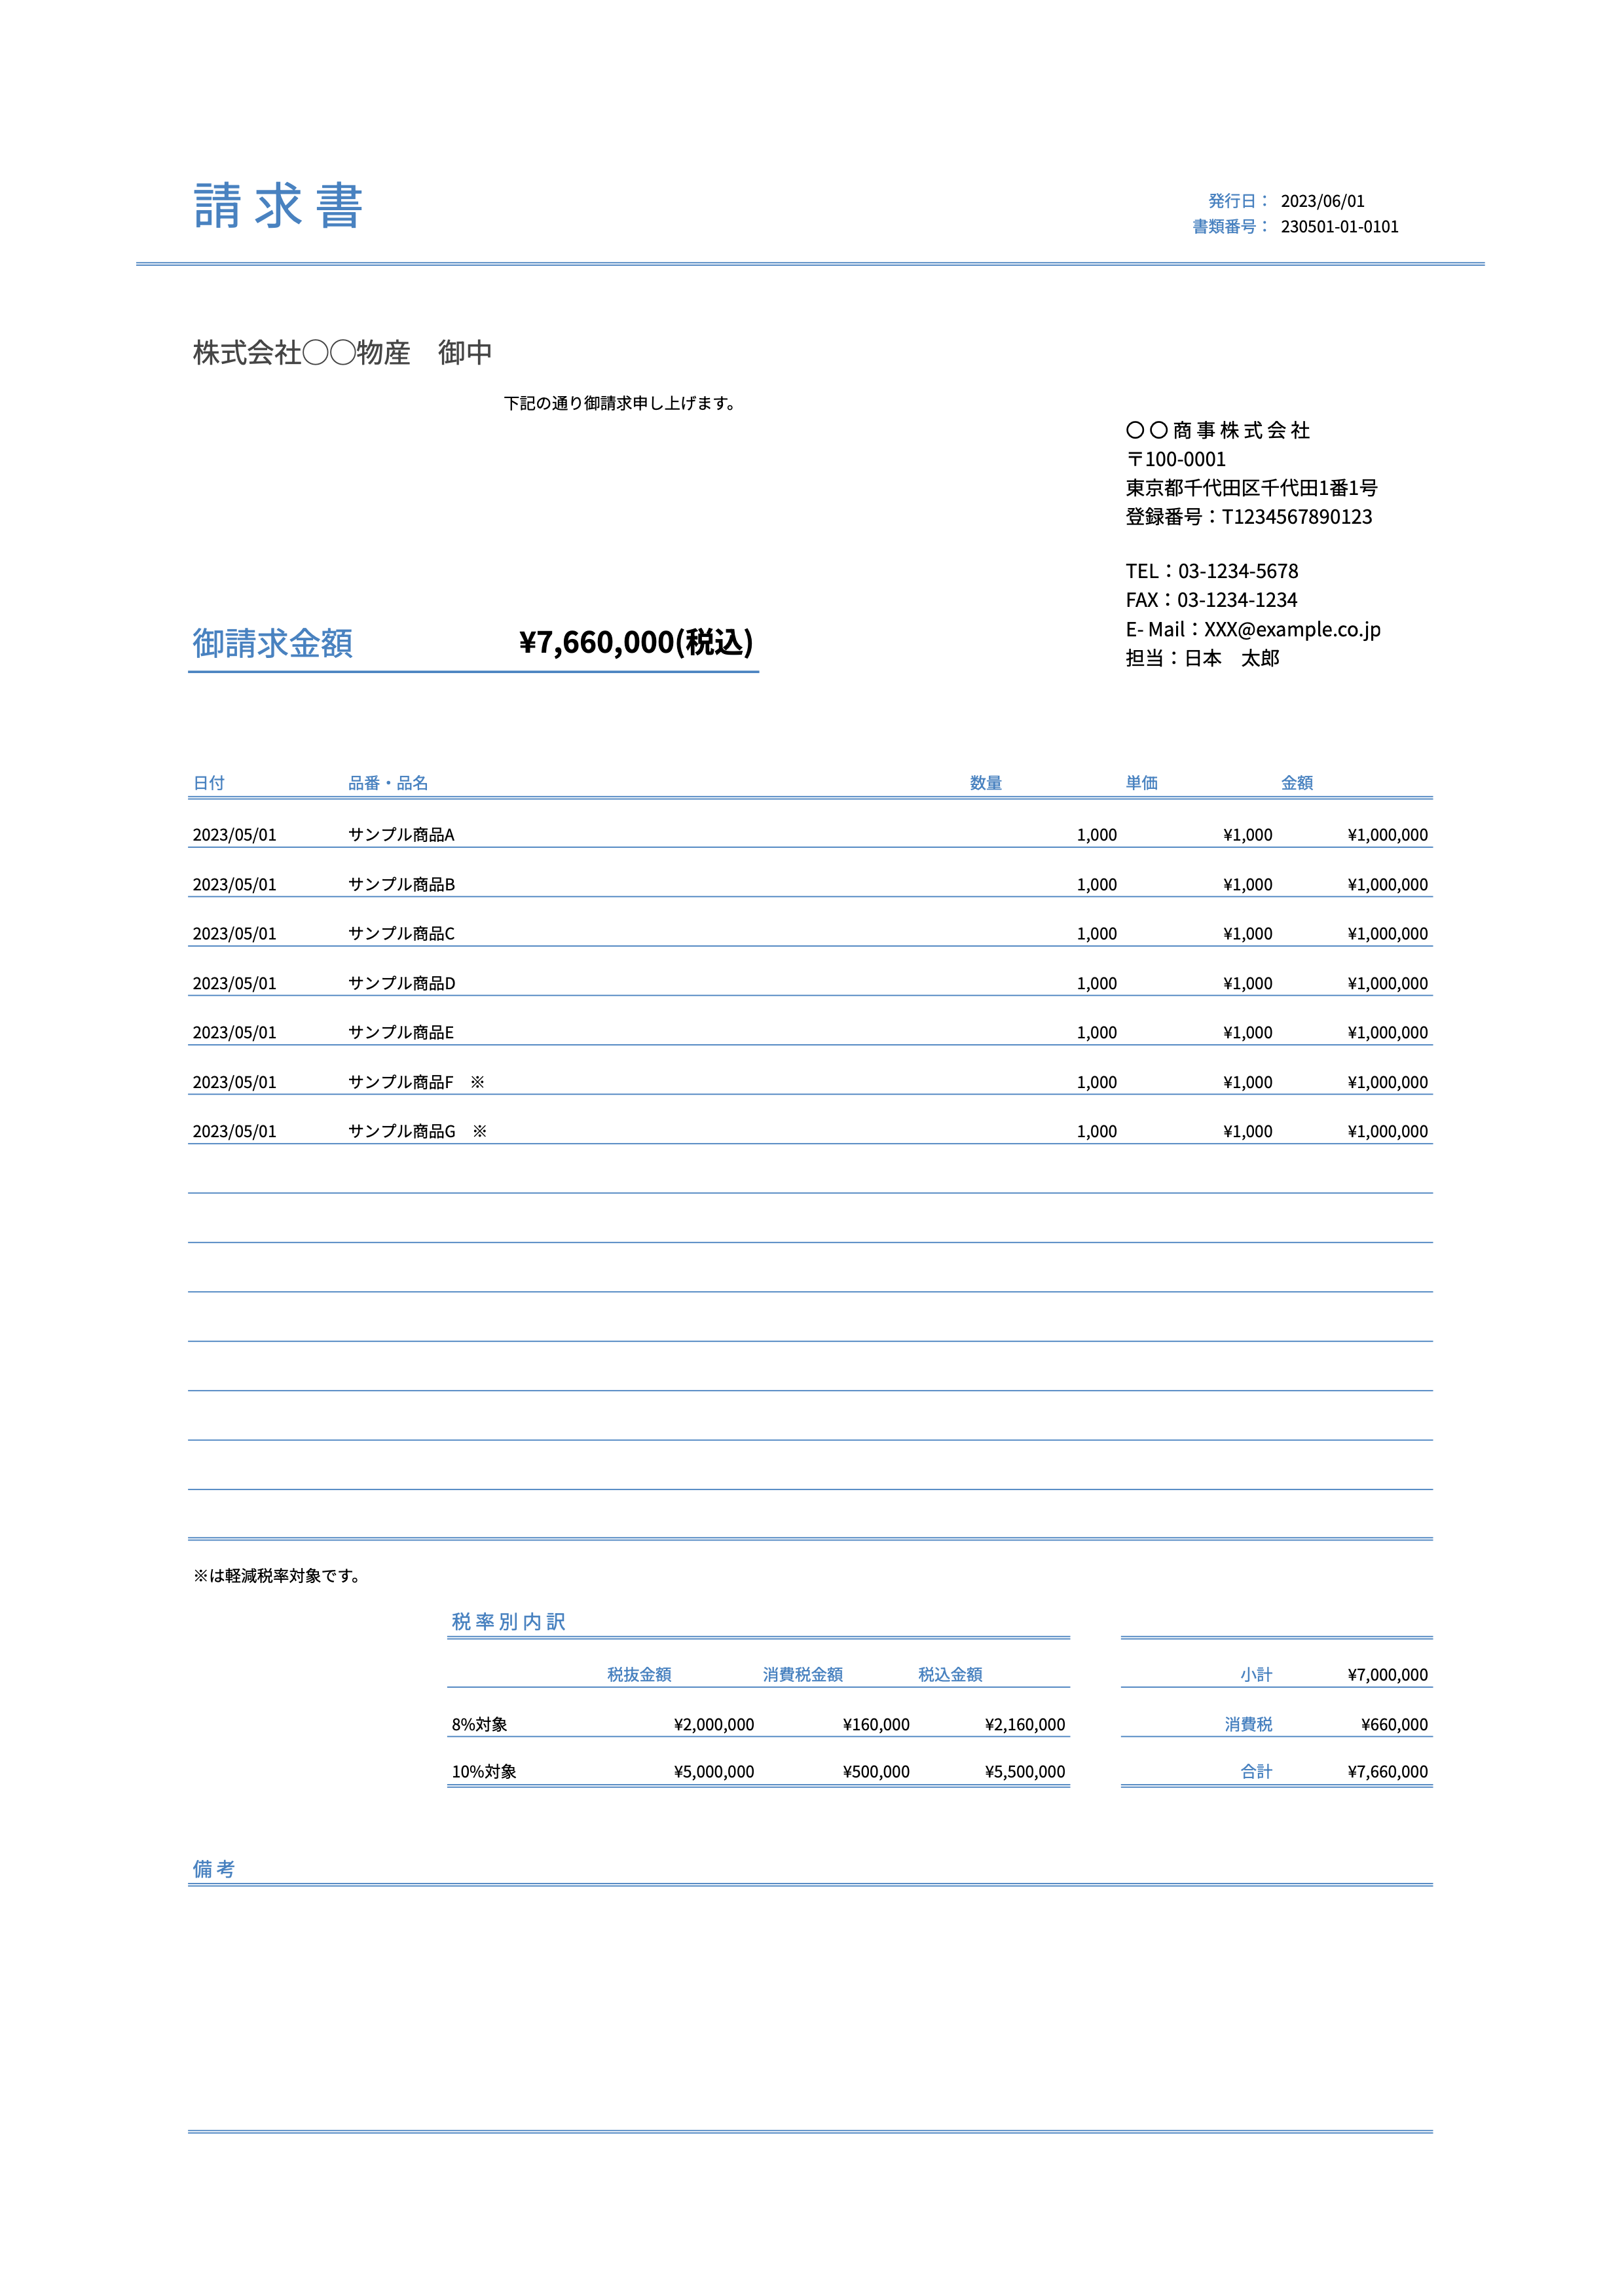 請求書
発行日： 2023/06/01
書類番号： 230501-01-0101
株式会社◯◯物産　御中
下記の通り御請求申し上げます。
〇〇商事株式会社
〒100-0001
東京都千代田区千代田1番1号
登録番号：T1234567890123
TEL：03-1234-5678
FAX：03-1234-1234
E- Mail：XXX@example.co.jp
担当：日本　太郎
御請求金額 ¥7,660,000(税込)
日付 品番・品名 数量 単価 金額
2023/05/01 サンプル商品A 1,000 ¥1,000 ¥1,000,000
2023/05/01 サンプル商品B 1,000 ¥1,000 ¥1,000,000
2023/05/01 サンプル商品C 1,000 ¥1,000 ¥1,000,000
2023/05/01 サンプル商品D 1,000 ¥1,000 ¥1,000,000
2023/05/01 サンプル商品E 1,000 ¥1,000 ¥1,000,000
2023/05/01 サンプル商品F　※ 1,000 ¥1,000 ¥1,000,000
2023/05/01 サンプル商品G　※ 1,000 ¥1,000 ¥1,000,000
※は軽減税率対象です。
税率別内訳
税抜金額 消費税金額 税込金額
8%対象 ¥2,000,000 ¥160,000 ¥2,160,000
10%対象 ¥5,000,000 ¥500,000 ¥5,500,000
小計 ¥7,000,000
消費税 ¥660,000
合計 ¥7,660,000
備考